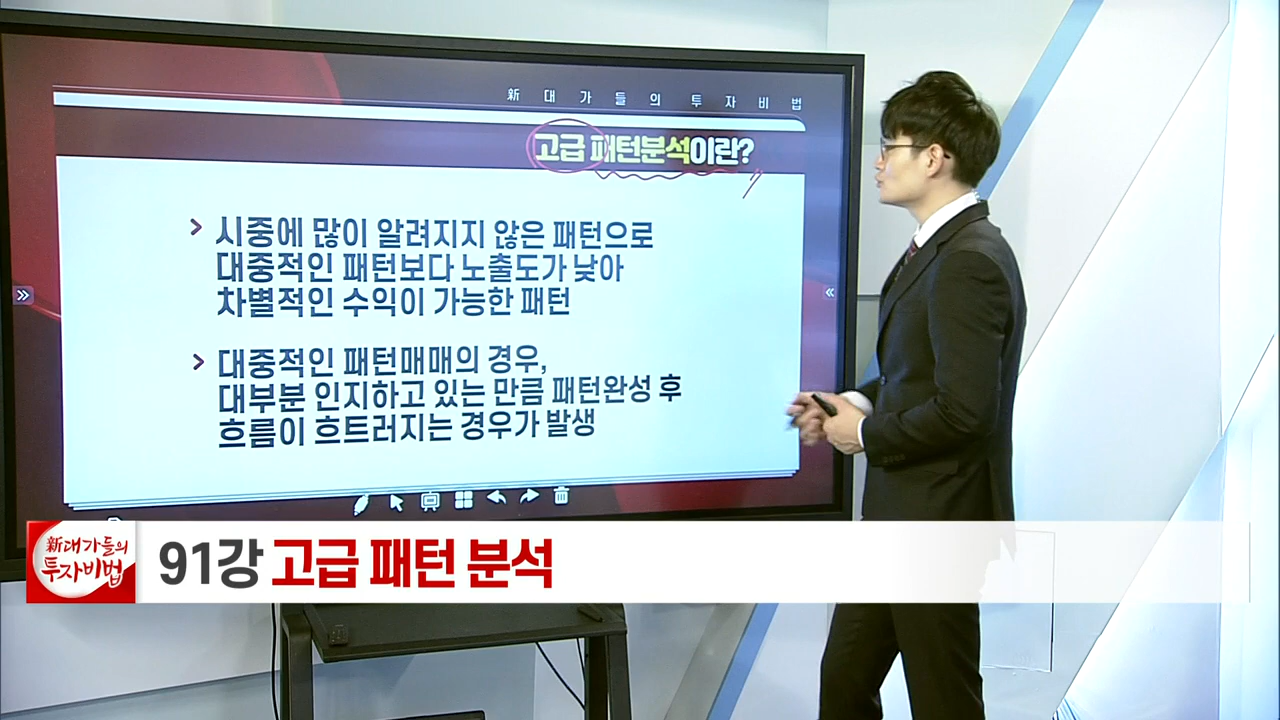 新 대 가 들 의 투 자 비 법
고급 패턴분석이란?
시중에 많이 알려지지 않은 패턴으로
대중적인 패턴보다 노출도가 낮아
차별적인 수익이 가능한 패턴
대중적인 패턴매매의 경우,
대부분 인지하고 있는 만큼 패턴완성 후
흐름이 흐트러지는 경우가 발생
新대가들의
투자비법
91강 고급 패턴 분석